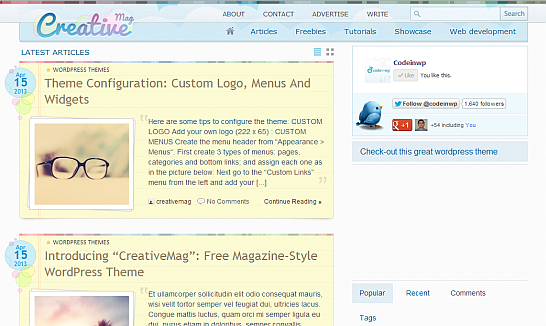 Creative Mag
ABOUT CONTACT ADVERTISE WRITE
Search
Articles Freebies Tutorials Showcase Web development
LATEST ARTICLES
Apr
15
2013
WORDPRESS THEMES
Theme Configuration: Custom Logo, Menus And
Widgets
Here are some tips to configure the theme: CUSTOM
LOGO Add your own logo (222 x 65) : CUSTOM
MENUS Create the menu header from "Appearance >
Menus". First create 3 types of menus: pages,
categories and bottom links; and assign each one as
in the picture below: Next go to the "Custom Links"
menu from the left and add your [...]
creativemag No Comments Continue Reading »
Apr
15
2013
WORDPRESS THEMES
Introducing “CreativeMag”: Free Magazine-Style
WordPress Theme
Et ullamcorper sollicitudin elit odio consequat mauris,
wisi velit tortor semper vel feugiat dui, ultricies lacus.
Congue mattis luctus, quam orci mi semper ligula eu
dui, purus etiam in doloribus, semper convallis
Codeinwp
Like You like this.
Follow @codeinwp 1,640 followers
+1 +54 including You
Check-out this great wordpress theme
Popular Recent Comments
Tags